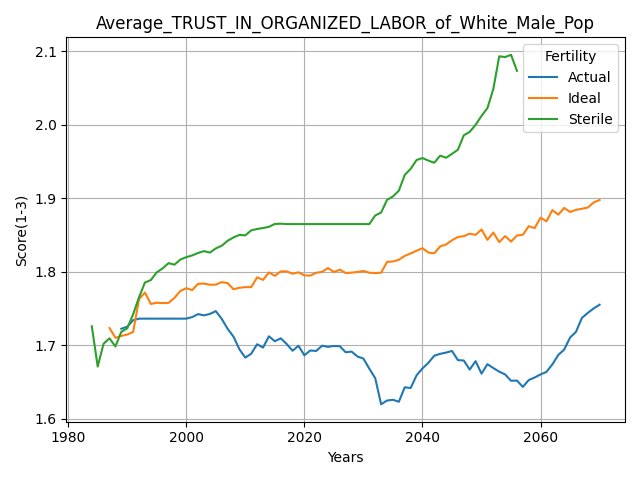 Average_TRUST_IN_ORGANIZED_LABOR_of_White_Male_Pop
Fertility
Actual
Ideal
Sterile
Score(1-3)
2.1
2.0
1.9
1.8
1.7
1.6
1980
2000
2020
2040
2060
Years